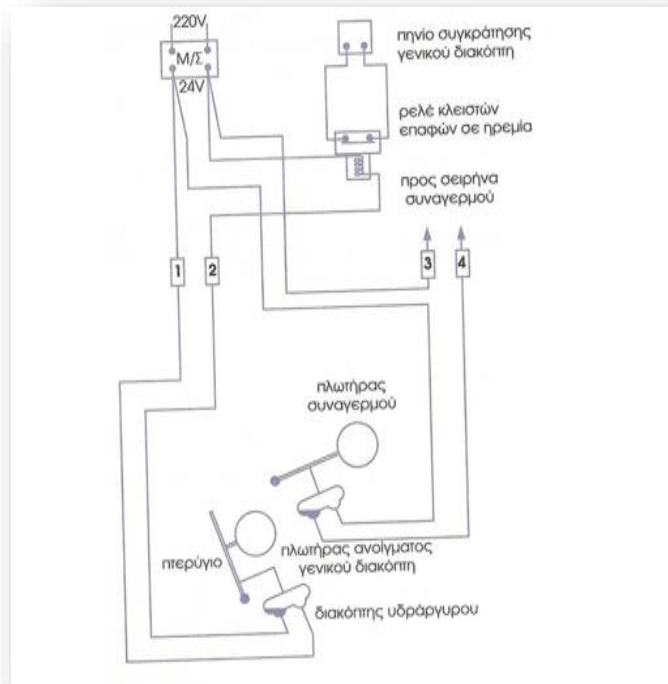 220V
Μ/Σ
24V
πηνίο συγκράτησης
γενικού διακόπτη
ρελέ κλειστών
επαφών σε ηρεμία
προς σειρήνα
συναγερμού
1
2
3
4
πλωτήρας
συναγερμού
πλωτήρας ανοίγματος
γενικού διακόπτη
πτερύγιο
διακόπτης υδράργυρου